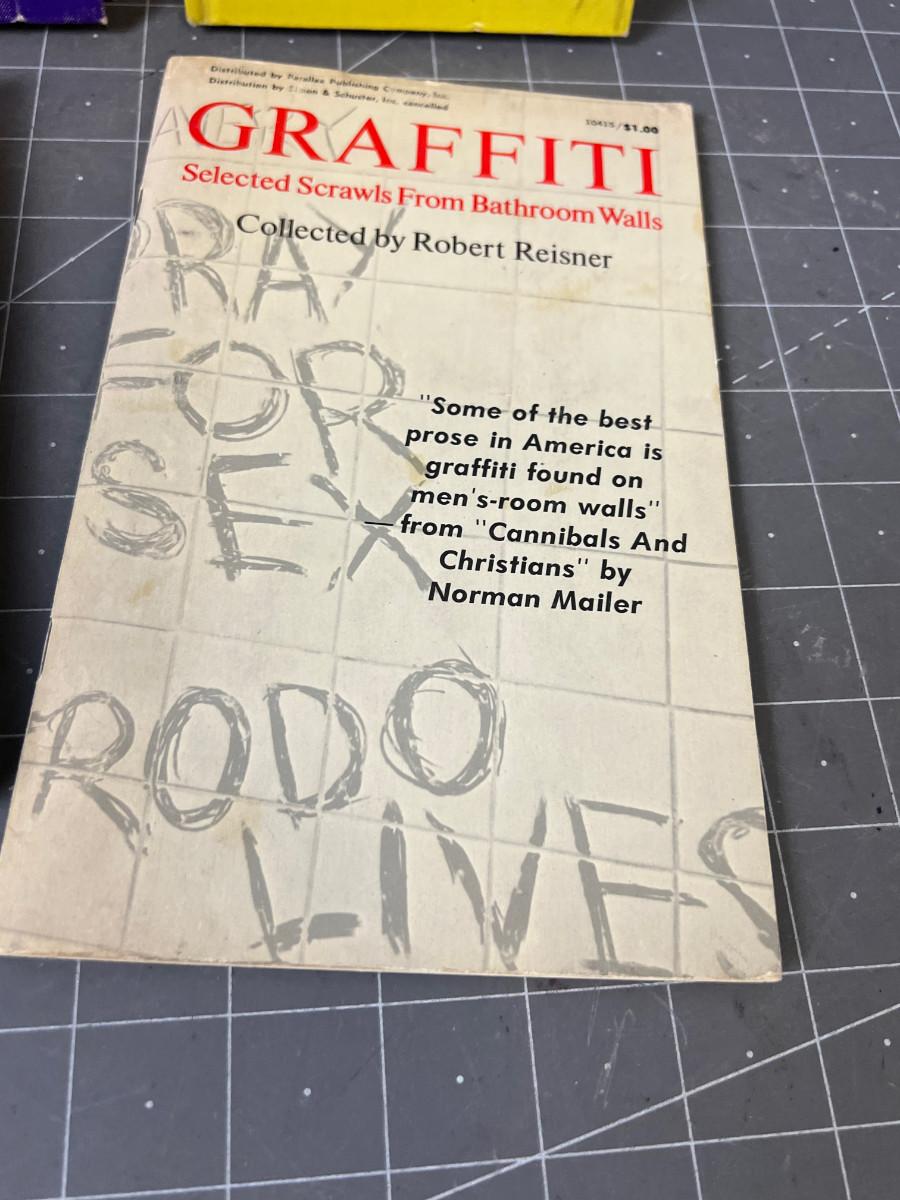 Distributed by Parallax Publishing Company, Inc.
Distribution by Simon & Schuster, Inc. cancelled
10415/$1.00
GRAFFITI
Selected Scrawls From Bathroom Walls
Collected by Robert Reisner
PRAY
FOR
SEX
"Some of the best
prose in America is
graffiti found on
men's-room walls"
—from "Cannibals And
Christians" by
Norman Mailer
RODO
LIVES